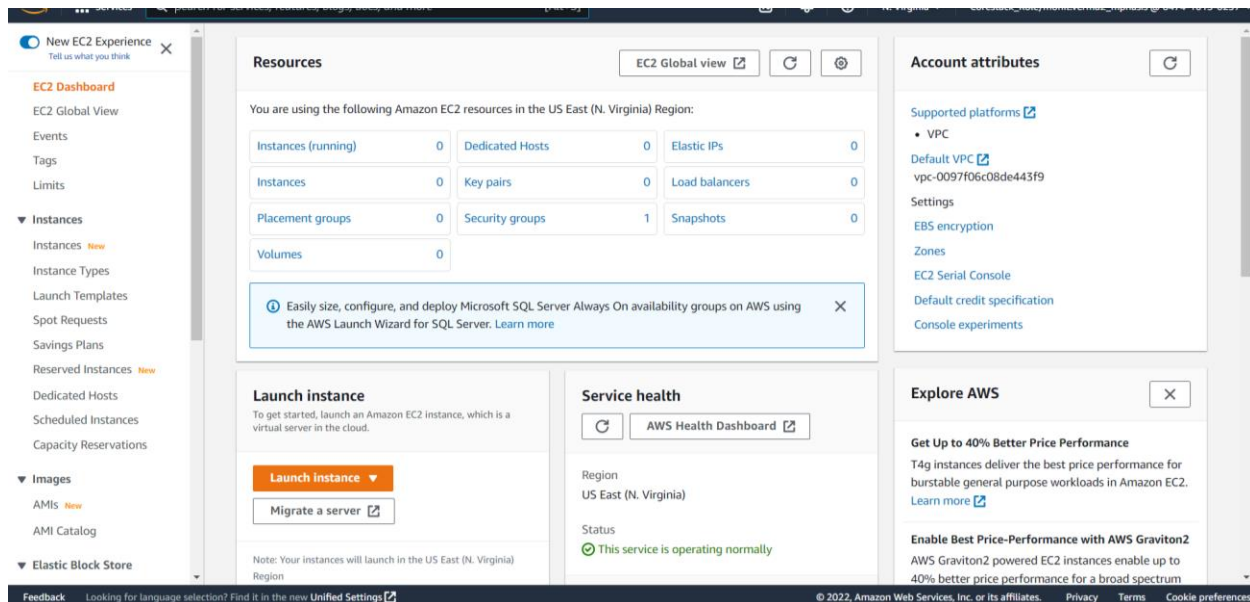 Services
Search for services, features, blogs, docs, and more
[Alt+S]
N. Virginia
New EC2 Experience
Tell us what you think
EC2 Dashboard
EC2 Global View
Events
Tags
Limits
Instances
Instances New
Instance Types
Launch Templates
Spot Requests
Savings Plans
Reserved Instances New
Dedicated Hosts
Scheduled Instances
Capacity Reservations
Images
AMIs New
AMI Catalog
Elastic Block Store
Resources
EC2 Global view
You are using the following Amazon EC2 resources in the US East (N. Virginia) Region:
Instances (running) 0 Dedicated Hosts 0 Elastic IPs 0
Instances 0 Key pairs 0 Load balancers 0
Placement groups 0 Security groups 1 Snapshots 0
Volumes 0
Easily size, configure, and deploy Microsoft SQL Server Always On availability groups on AWS using
the AWS Launch Wizard for SQL Server. Learn more
Launch instance
To get started, launch an Amazon EC2 instance, which is a
virtual server in the cloud.
Launch instance
Migrate a server
Note: Your instances will launch in the US East (N. Virginia)
Region
Service health
AWS Health Dashboard
Region
US East (N. Virginia)
Status
This service is operating normally
Account attributes
Supported platforms
• VPC
Default VPC
vpc-0097f06c08de443f9
Settings
EBS encryption
Zones
EC2 Serial Console
Default credit specification
Console experiments
Explore AWS
Get Up to 40% Better Price Performance
T4g instances deliver the best price performance for
burstable general purpose workloads in Amazon EC2.
Learn more
Enable Best Price-Performance with AWS Graviton2
AWS Graviton2 powered EC2 instances enable up to
40% better price performance for a broad spectrum
Feedback Looking for language selection? Find it in the new Unified Settings
© 2022, Amazon Web Services, Inc. or its affiliates. Privacy Terms Cookie preferences